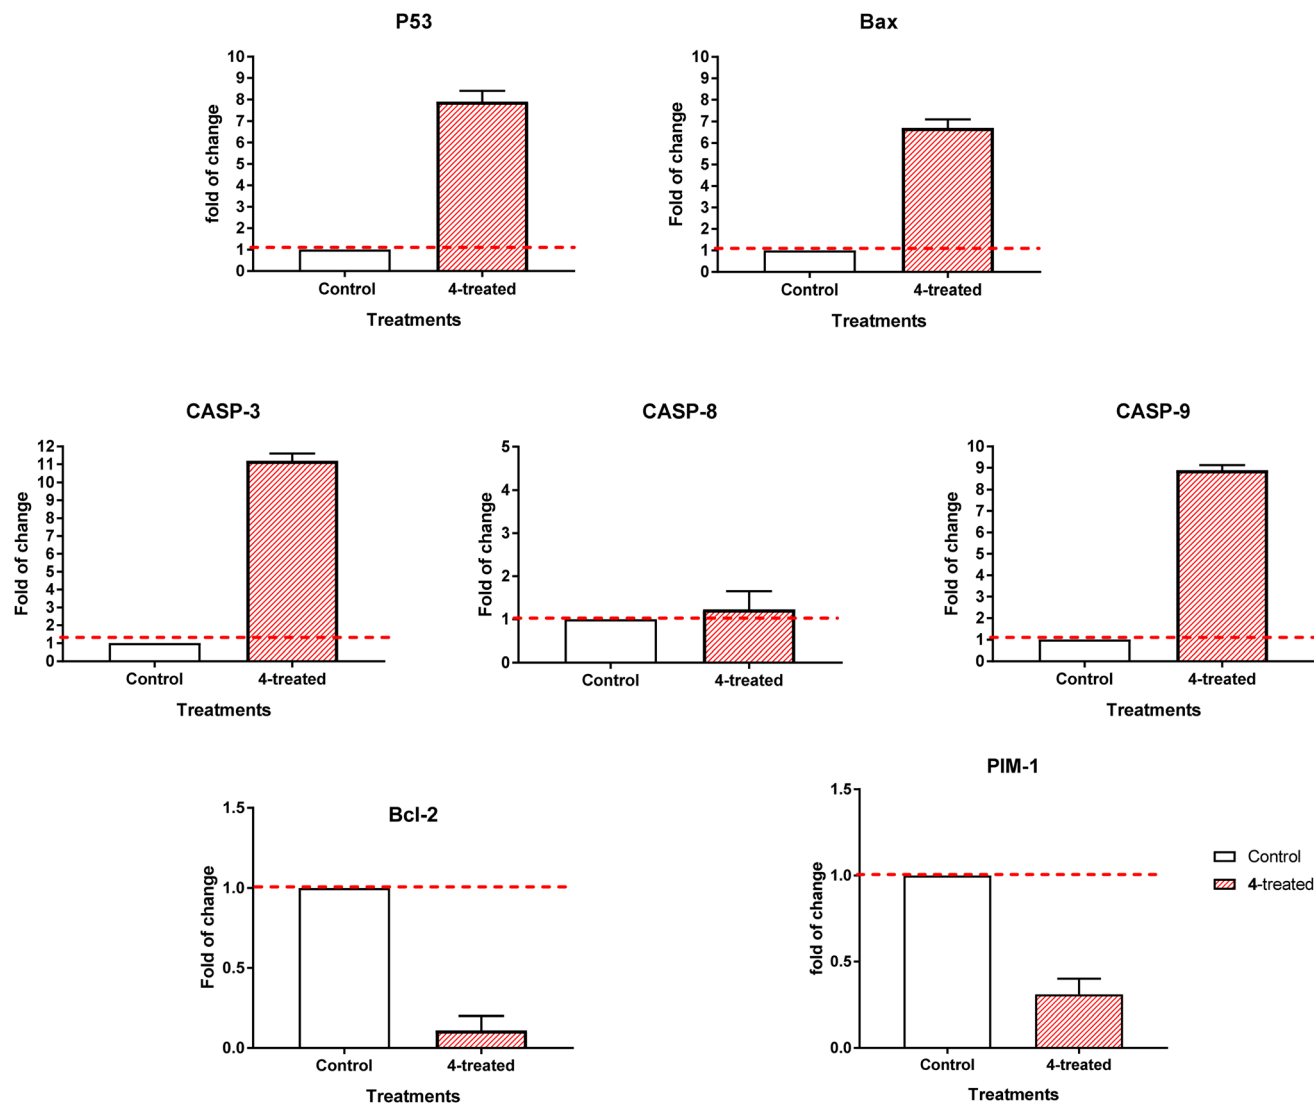 P53
10
9
8
7
6
5
4
3
2
1
0
fold of change
Control
4-treated
Treatments
Bax
10
9
8
7
6
5
4
3
2
1
0
Fold of change
Control
4-treated
Treatments
CASP-3
12
11
10
9
8
7
6
5
4
3
2
1
0
Fold of change
Control
4-treated
Treatments
CASP-8
5
4
3
2
1
0
Fold of change
Control
4-treated
CASP-9
10
9
8
7
6
5
4
3
2
1
0
Fold of change
Control
4-treated
Treatments
Bcl-2
1.5
1.0
0.5
0.0
Fold of change
Control
4-treated
Treatments
PIM-1
1.5
1.0
0.5
0.0
fold of change
Control
4-treated
Treatments
Control
4-treated